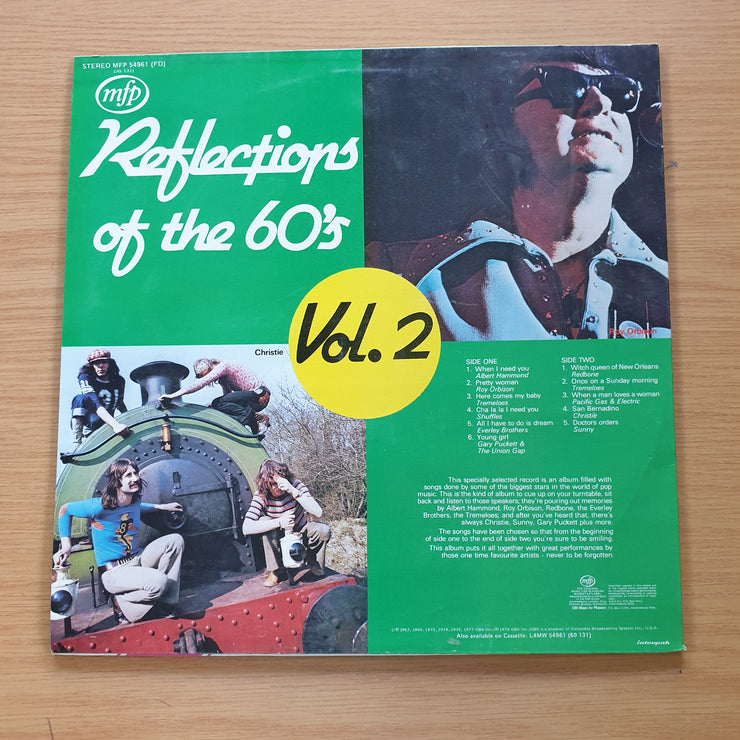 STEREO MFP 54961 (FD)
(60 131)
mfp
Reflections
of the 60's
Roy Orbison
Vol. 2
Christie
SIDE ONE
1. When I need you
Albert Hammond
2. Pretty woman
Roy Orbison
3. Here comes my baby
Tremeloes
4. Cha la la I need you
Shuffles
5. All I have to do is dream
Everley Brothers
6. Young girl
Gary Puckett &
The Union Gap
SIDE TWO
1. Witch queen of New Orleans
Redbone
2. Once on a Sunday morning
Tremeloes
3. When a man loves a woman
Pacific Gas & Electric
4. San Bernadino
Christie
5. Doctors orders
Sunny
This specially selected record is an album filled with
songs done by some of the biggest stars in the world of pop
music. This is the kind of album to cue up on your turntable, sit
back and listen to those speakers, they're pouring out memories
by Albert Hammond, Roy Orbison, Redbone, the Everley
Brothers, the Tremeloes; and after you've heard that, there's
always Christie, Sunny, Gary Puckett plus more.
The songs have been chosen so that from the beginning
of side one to the end of side two you're sure to be smiling.
This album puts it all together with great performances by
those one time favourite artists - never to be forgotten.
mfp
Also available on Cassette: L4MW 54961 (60 131)
interpak